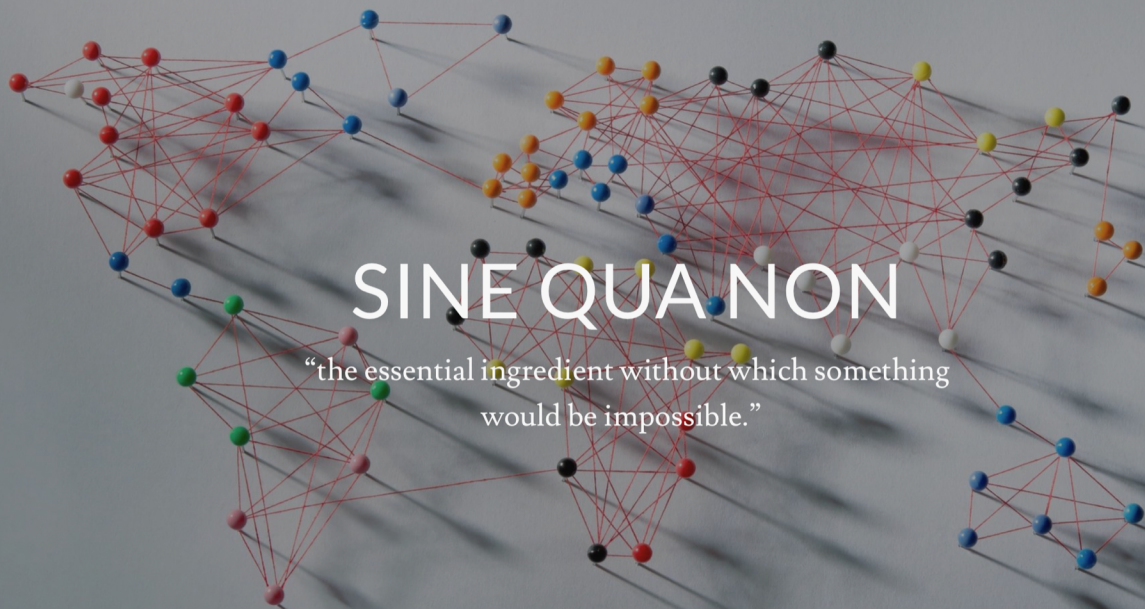 SINE QUA NON
“the essential ingredient without which something
would be impossible.”